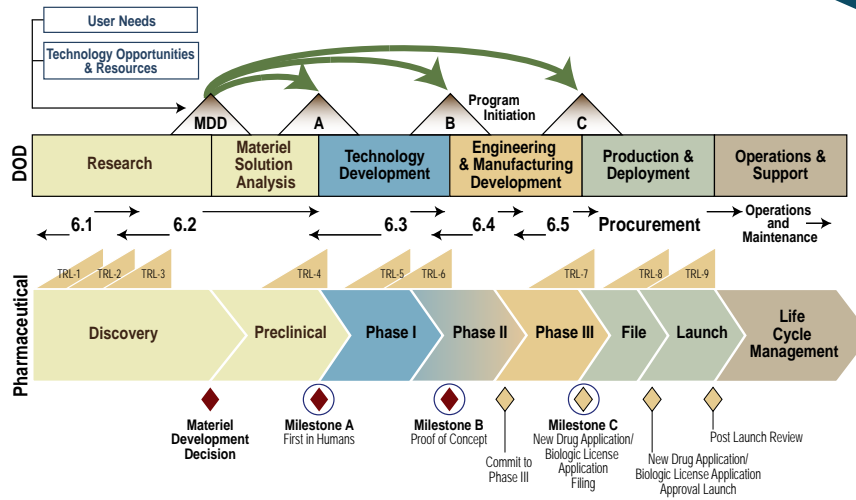 User Needs
Technology Opportunities
& Resources
MDD
A
B
Program
Initiation
C
DOD
Research
Materiel
Solution
Analysis
Technology
Development
Engineering
& Manufacturing
Development
Production &
Deployment
Operations &
Support
6.1
6.2
6.3
6.4
6.5
Procurement
Operations
and
Maintenance
TRL-1
TRL-2
TRL-3
TRL-4
TRL-5
TRL-6
TRL-7
TRL-8
TRL-9
Pharmaceutical
Discovery
Preclinical
Phase I
Phase II
Phase III
File
Launch
Life
Cycle
Management
Materiel
Development
Decision
Milestone A
First in Humans
Milestone B
Proof of Concept
Commit to
Phase III
Milestone C
New Drug Application/
Biologic License
Application
Filing
New Drug Application/
Biologic License Application
Approval Launch
Post Launch Review